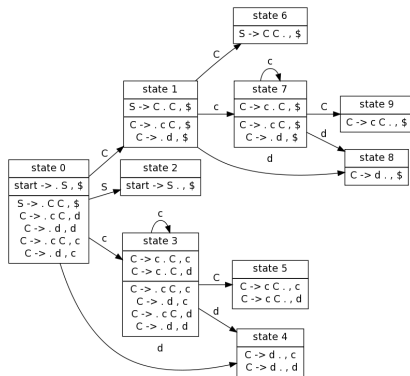 state 6
S -> C C . , $
state 1
S -> C . C , $
C -> . c C , $
C -> . d , $
C
c
c
state 7
C -> c . C , $
C -> . c C , $
C -> . d , $
C
state 9
C -> c C . , $
d
d
state 8
C -> d . , $
state 0
start -> . S , $
S -> . C C , $
C -> . c C , d
C -> . d , d
C -> . c C , c
C -> . d , c
C
S
state 2
start -> S . , $
c
c
state 3
C -> c . C , c
C -> c . C , d
C -> . c C , c
C -> . d , c
C -> . c C , d
C -> . d , d
C
state 5
C -> c C . , c
C -> c C . , d
d
d
state 4
C -> d . , c
C -> d . , d